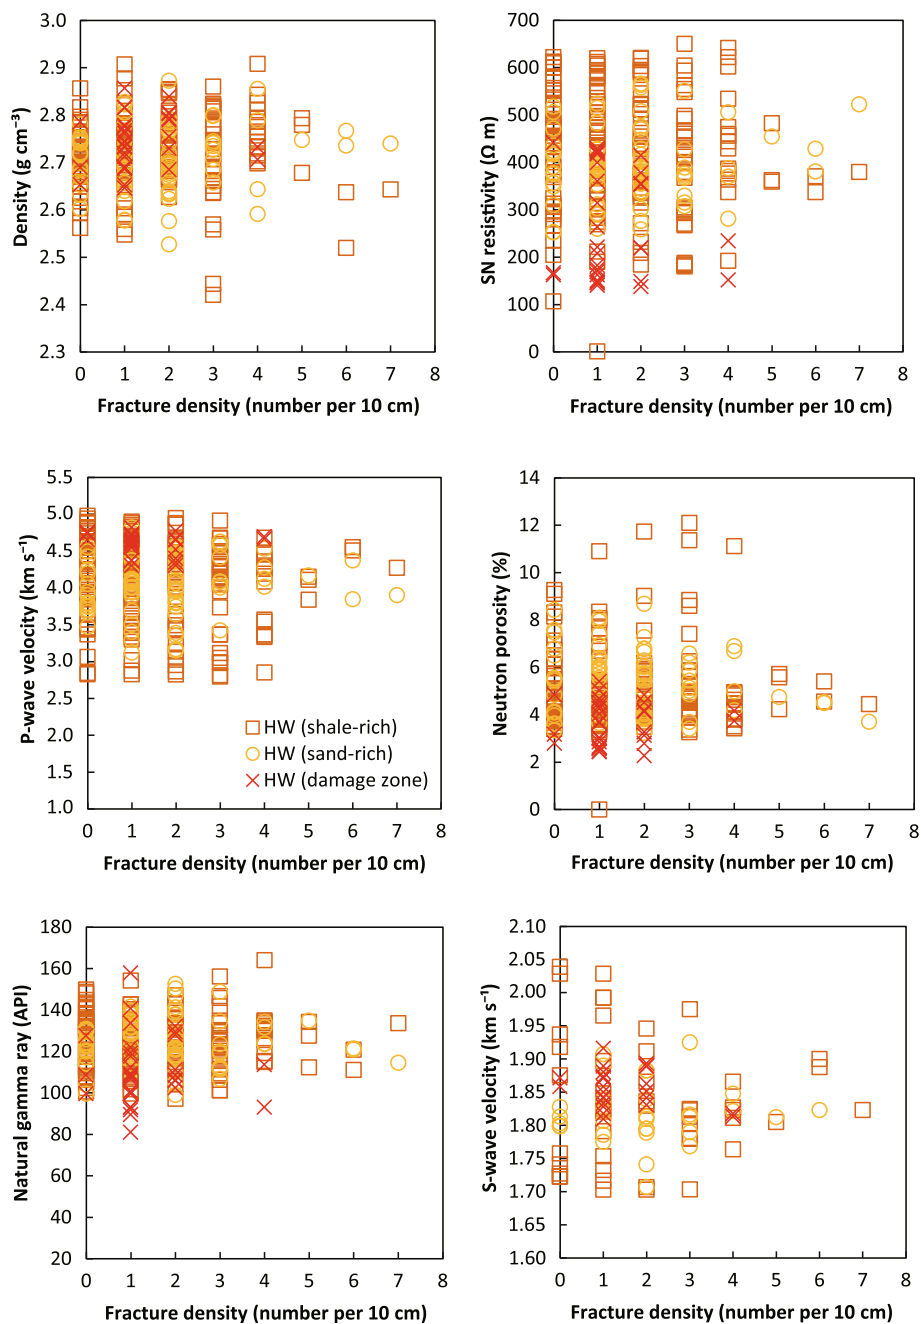 3.0
2.9
2.8
2.7
2.6
2.5
2.4
2.3
Density (g cm⁻³)
0 1 2 3 4 5 6 7 8
Fracture density (number per 10 cm)
700
600
500
400
300
200
100
0
SN resistivity (Ω m)
0 1 2 3 4 5 6 7 8
Fracture density (number per 10 cm)
5.5
5.0
4.5
4.0
3.5
3.0
2.5
2.0
1.5
1.0
P-wave velocity (km s⁻¹)
HW (shale-rich)
HW (sand-rich)
HW (damage zone)
0 1 2 3 4 5 6 7 8
Fracture density (number per 10 cm)
14
12
10
8
6
4
2
0
Neutron porosity (%)
0 1 2 3 4 5 6 7 8
Fracture density (number per 10 cm)
180
160
140
120
100
80
60
40
20
Natural gamma ray (API)
0 1 2 3 4 5 6 7 8
Fracture density (number per 10 cm)
2.10
2.05
2.00
1.95
1.90
1.85
1.80
1.75
1.70
1.65
1.60
S-wave velocity (km s⁻¹)
0 1 2 3 4 5 6 7 8
Fracture density (number per 10 cm)